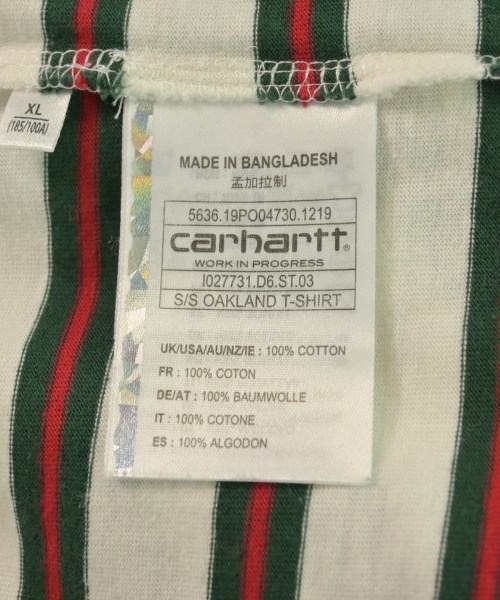 XL
(185/100A)
MADE IN BANGLADESH
孟加拉制
5636.19PO04730.1219
carhartt®
WORK IN PROGRESS
I027731.D6.ST.03
S/S OAKLAND T-SHIRT
UK/USA/AU/NZ/IE : 100% COTTON
FR : 100% COTON
DE/AT : 100% BAUMWOLLE
IT : 100% COTONE
ES : 100% ALGODON